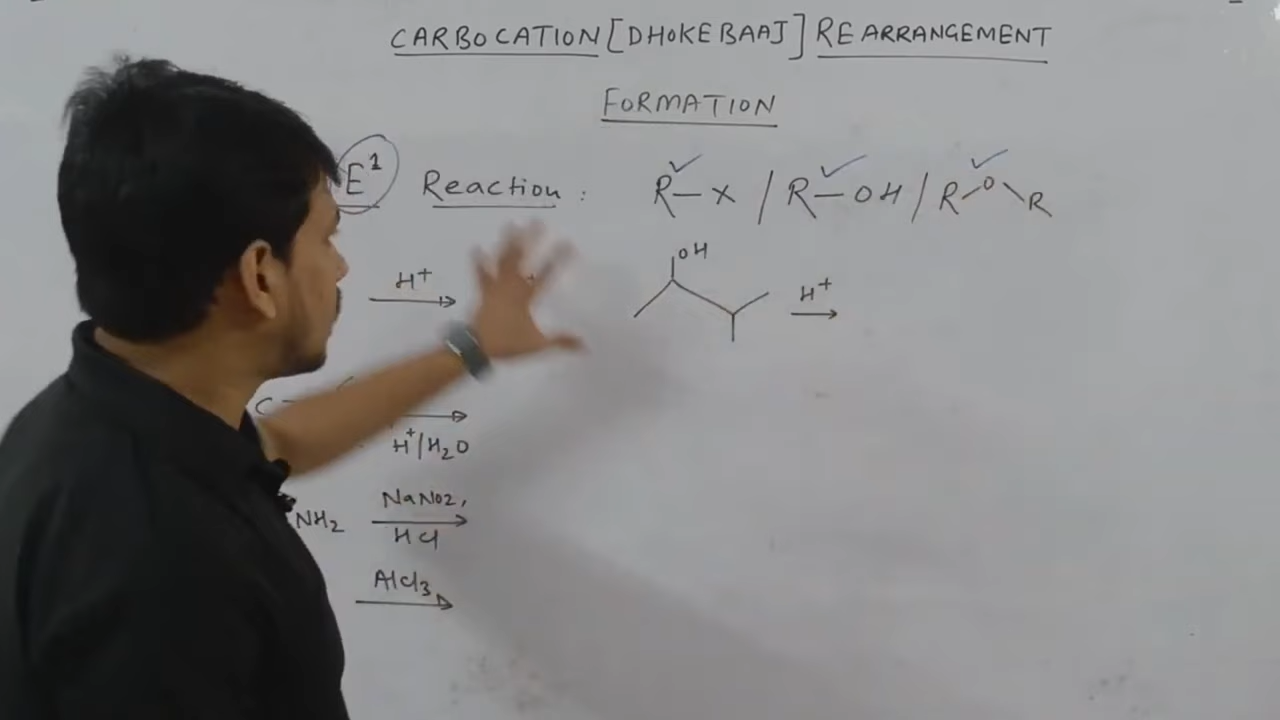 CARBOCATION [DHOKEBAAJ] REARRANGEMENT
FORMATION
E¹ Reaction : R—X / R—OH / R O R
OH
H⁺
H⁺
C
H⁺/H₂O
NH₂ NaNO₂,
HCl
AlCl₃